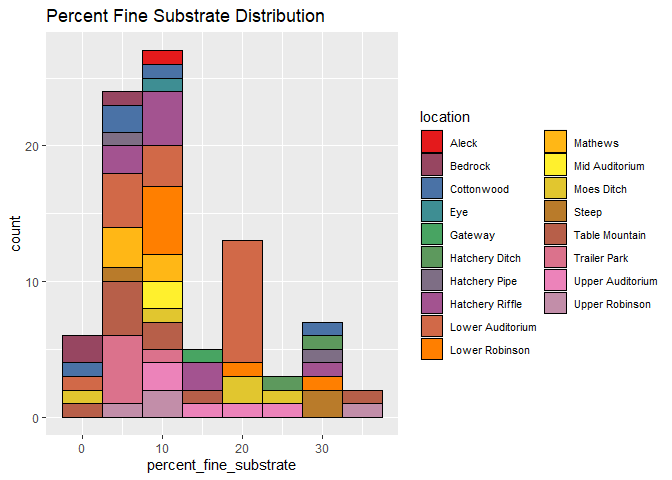 Percent Fine Substrate Distribution
count
20
10
0
0 10 20 30
percent_fine_substrate
location
Aleck
Bedrock
Cottonwood
Eye
Gateway
Hatchery Ditch
Hatchery Pipe
Hatchery Riffle
Lower Auditorium
Lower Robinson
Mathews
Mid Auditorium
Moes Ditch
Steep
Table Mountain
Trailer Park
Upper Auditorium
Upper Robinson